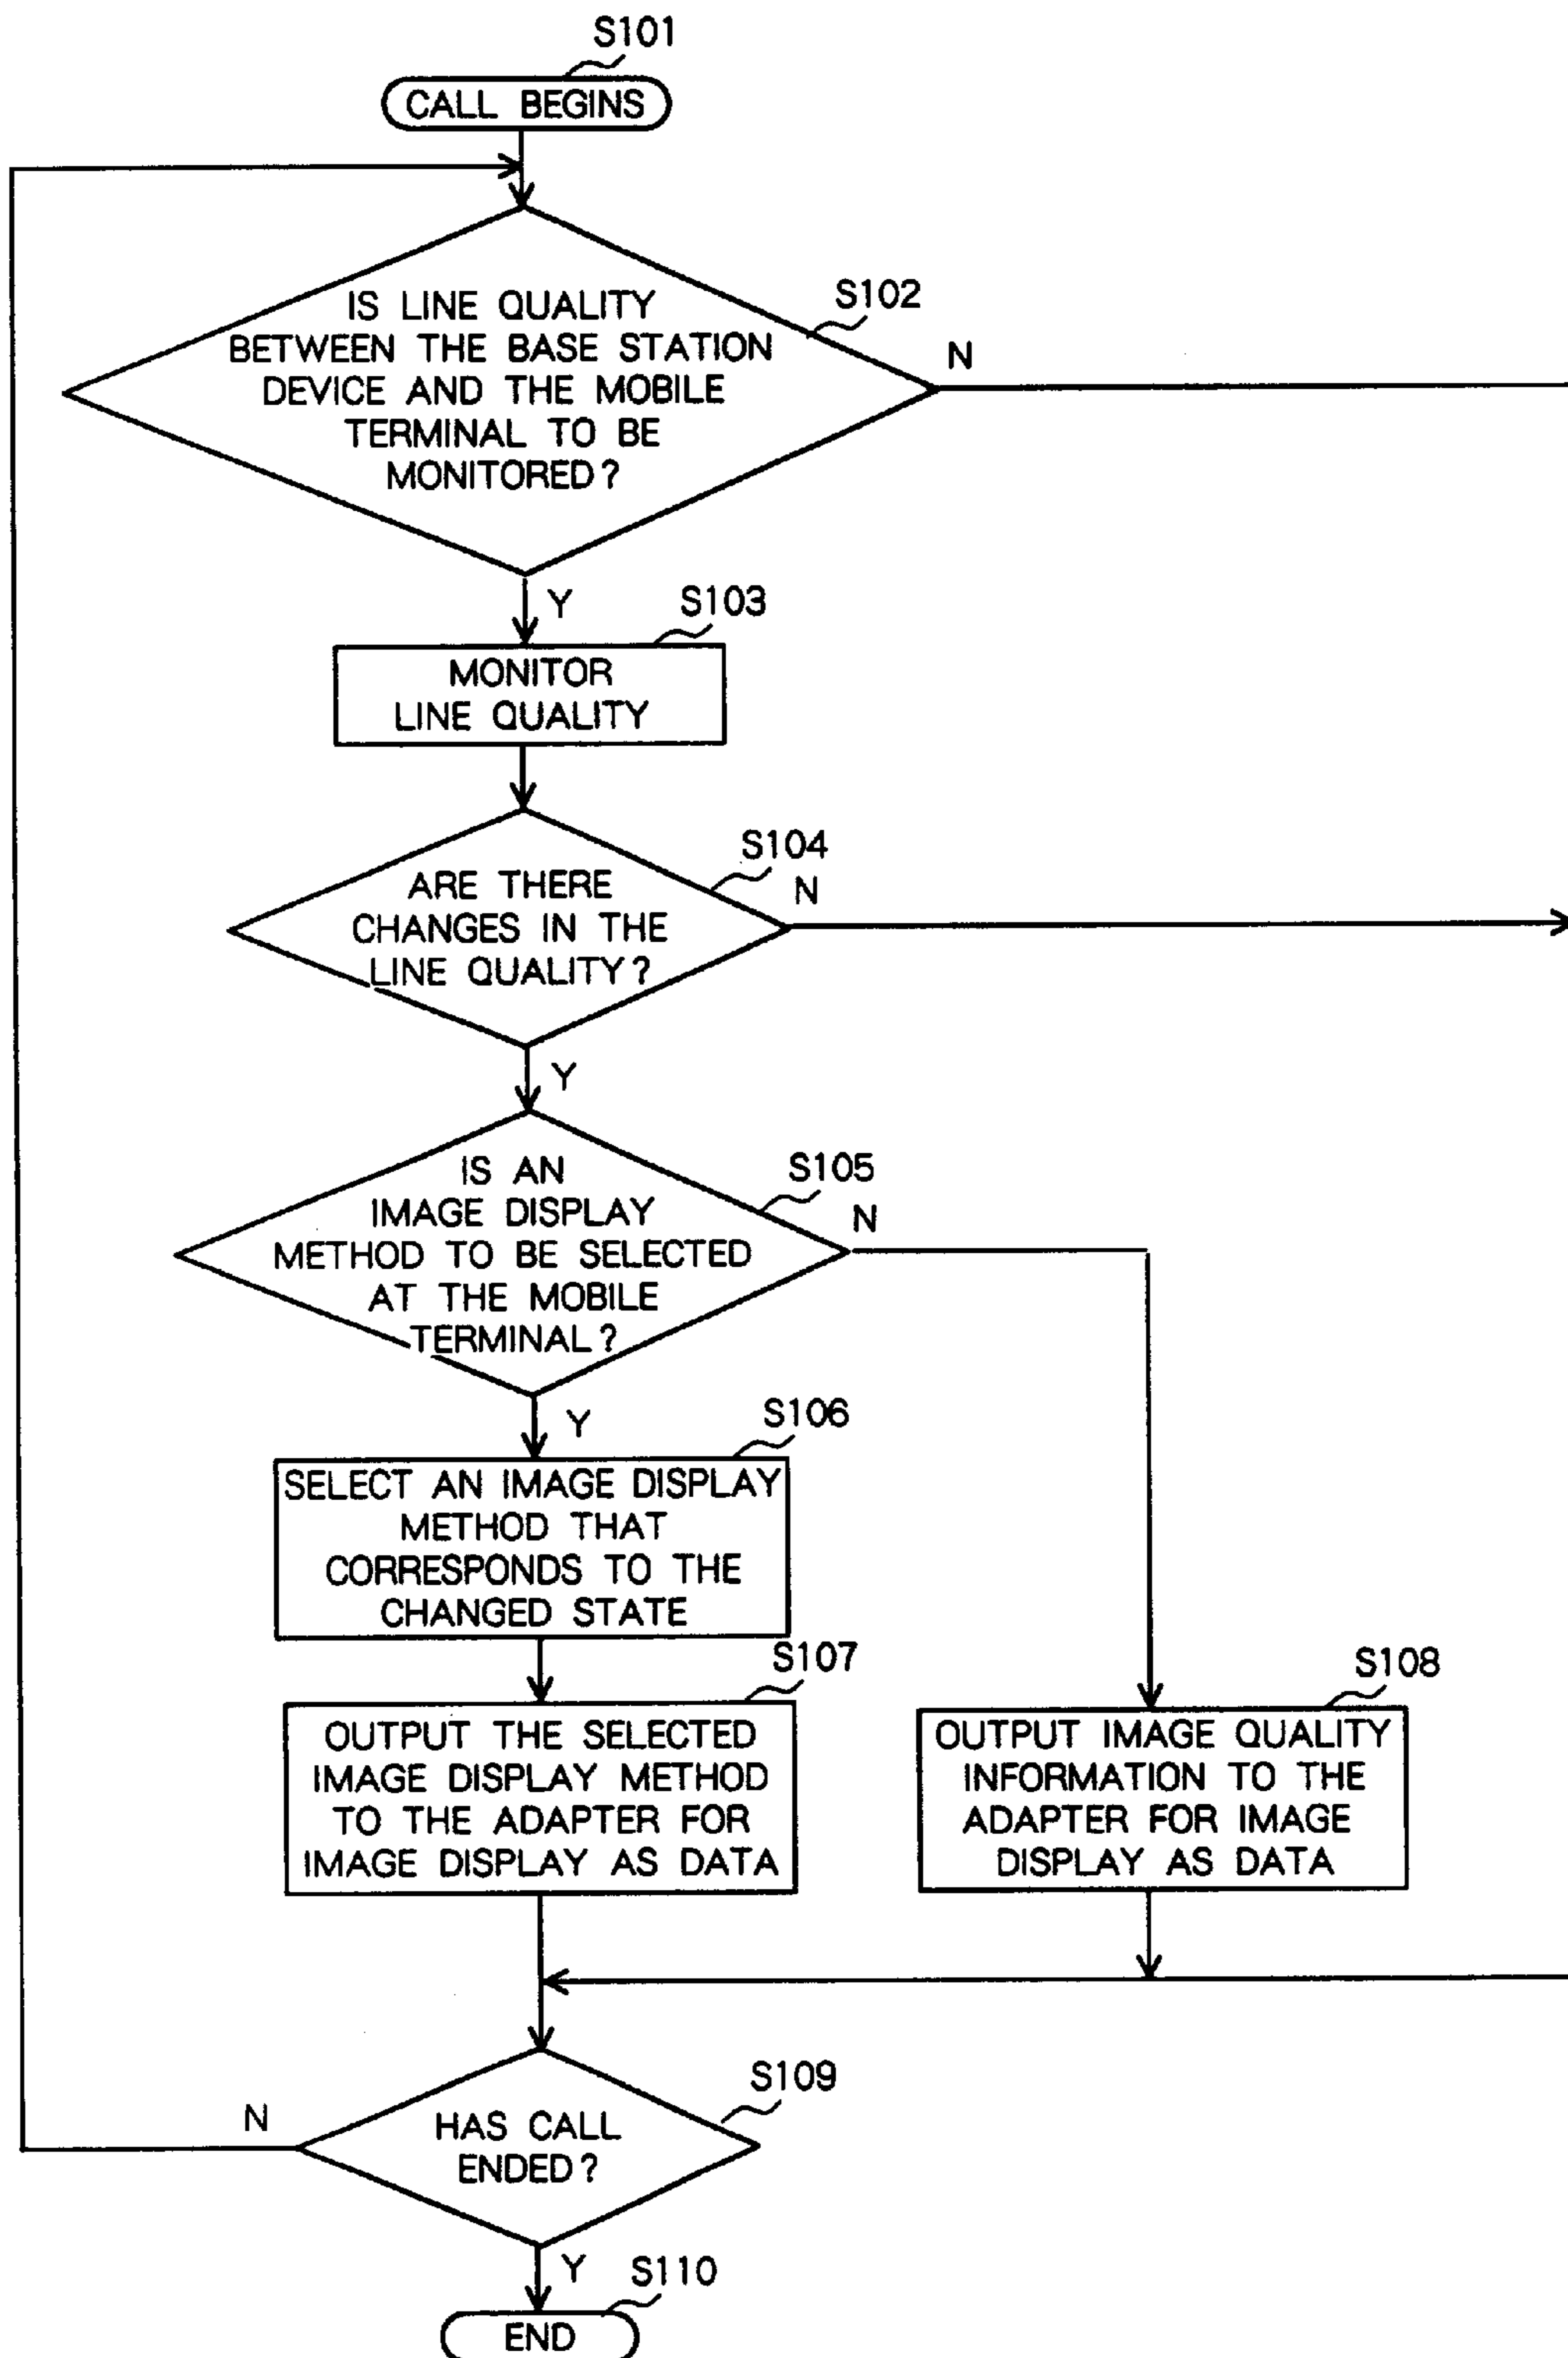 S101
CALL BEGINS
S102
IS LINE QUALITY
BETWEEN THE BASE STATION
DEVICE AND THE MOBILE
TERMINAL TO BE
MONITORED?
N
Y
S103
MONITOR
LINE QUALITY
S104
ARE THERE
CHANGES IN THE
LINE QUALITY?
N
Y
S105
IS AN
IMAGE DISPLAY
METHOD TO BE SELECTED
AT THE MOBILE
TERMINAL?
N
Y
S106
SELECT AN IMAGE DISPLAY
METHOD THAT
CORRESPONDS TO THE
CHANGED STATE
S107
OUTPUT THE SELECTED
IMAGE DISPLAY METHOD
TO THE ADAPTER FOR
IMAGE DISPLAY AS DATA
S108
OUTPUT IMAGE QUALITY
INFORMATION TO THE
ADAPTER FOR IMAGE
DISPLAY AS DATA
S109
HAS CALL
ENDED?
N
Y
S110
END